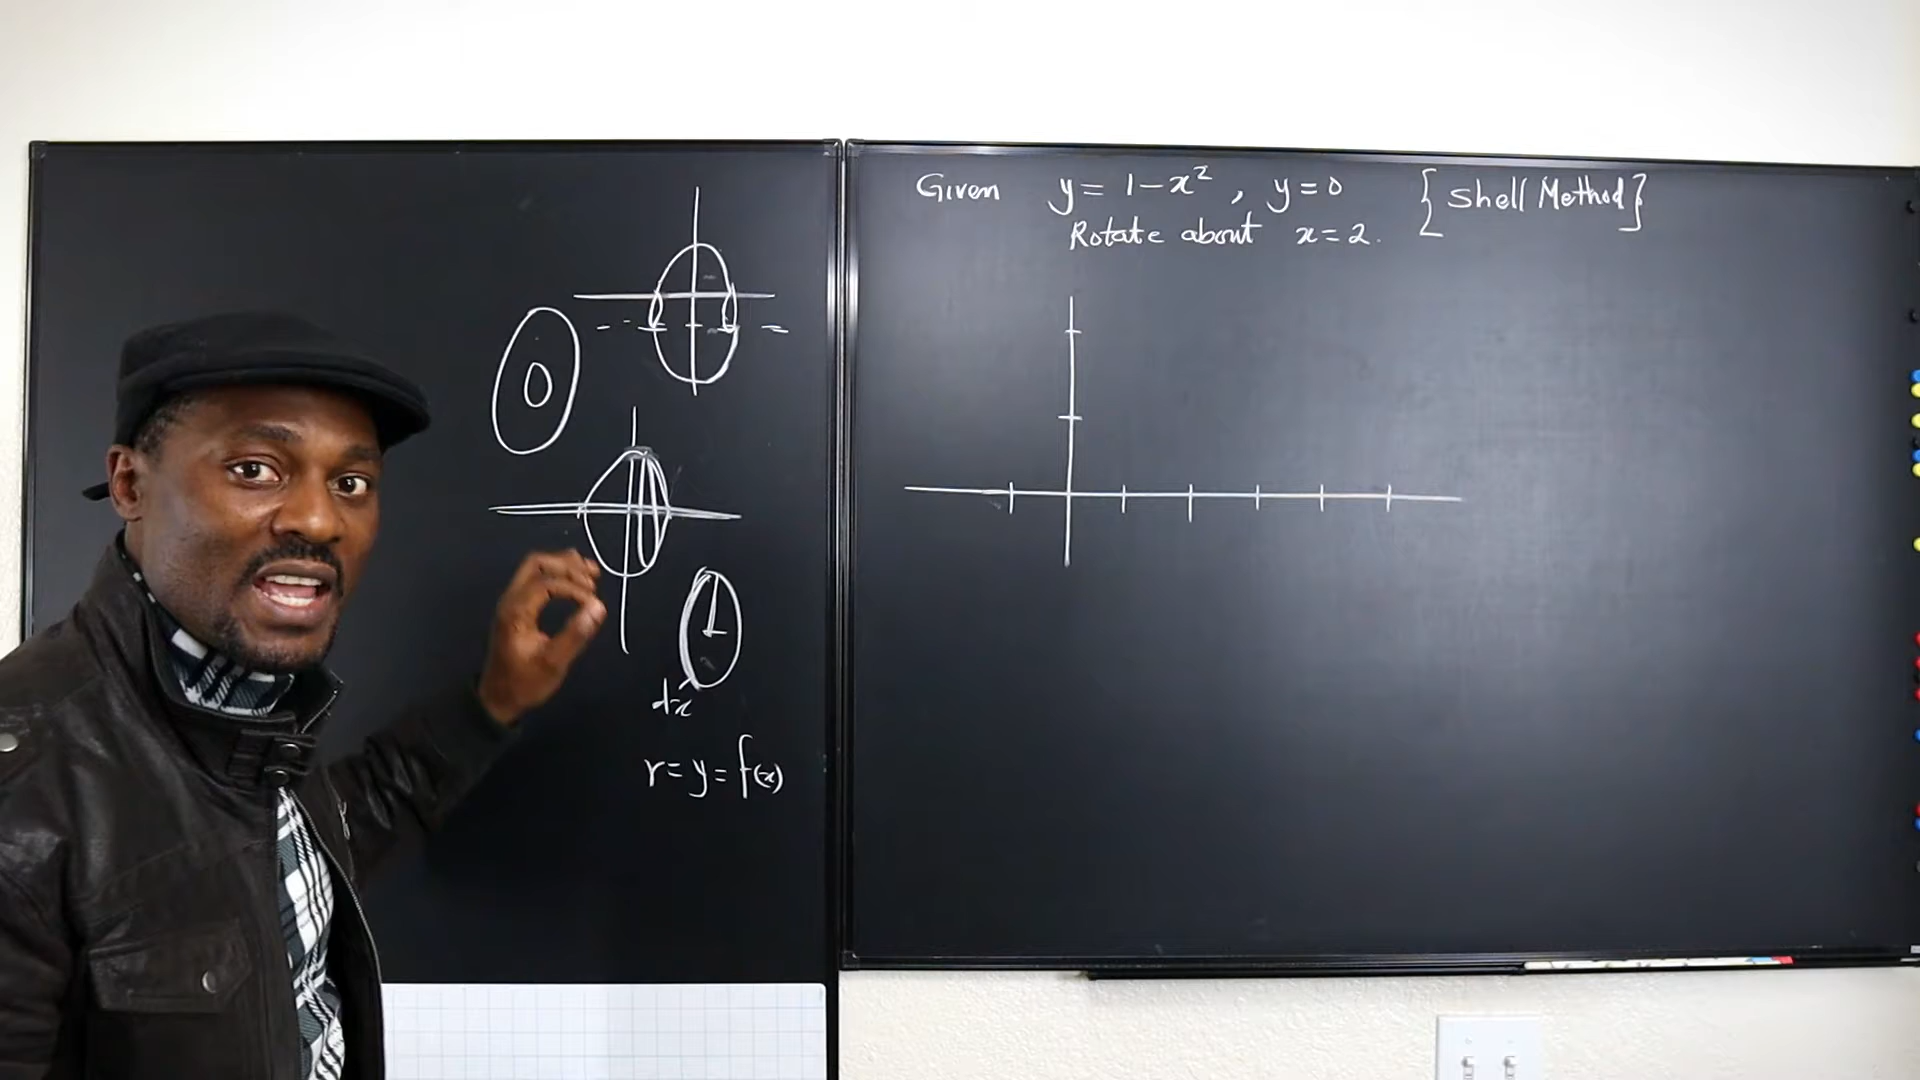 dx
r=y=f(x)
Given y=1-x², y=0 {Shell Method}
Rotate about x=2.